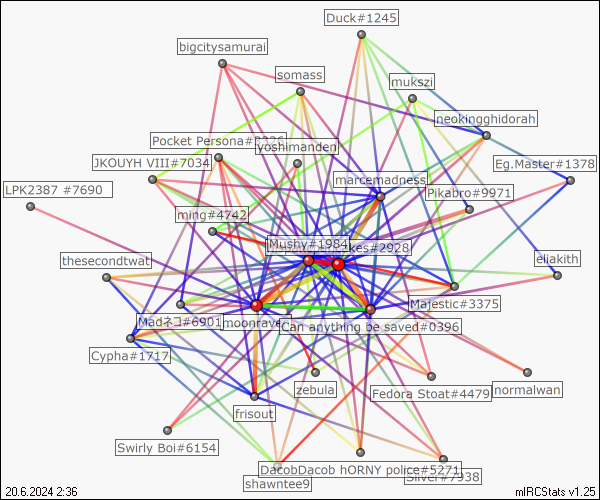 Duck#1245
bigcitysamurai
somass
mukszi
neokingghidorah
Pocket Persona#
yoshimanden
JKOUYH VIII#7034
Eg.Master#1378
marcemadness
LPK2387 #7690
Pikabro#9971
ming#4742
Mushy#1984
kes#2928
thesecondtwat
eliakith
Majestic#3375
Madネコ#6901
moonrave
Can anything be saved#0396
Cypha#1717
zebula
Fedora Stoat#4479
normalwan
frisout
Swirly Boi#6154
DacobDacob hORNY police#5271
Silver#7938
shawntee9
20.6.2024 2:36
mIRCStats v1.25